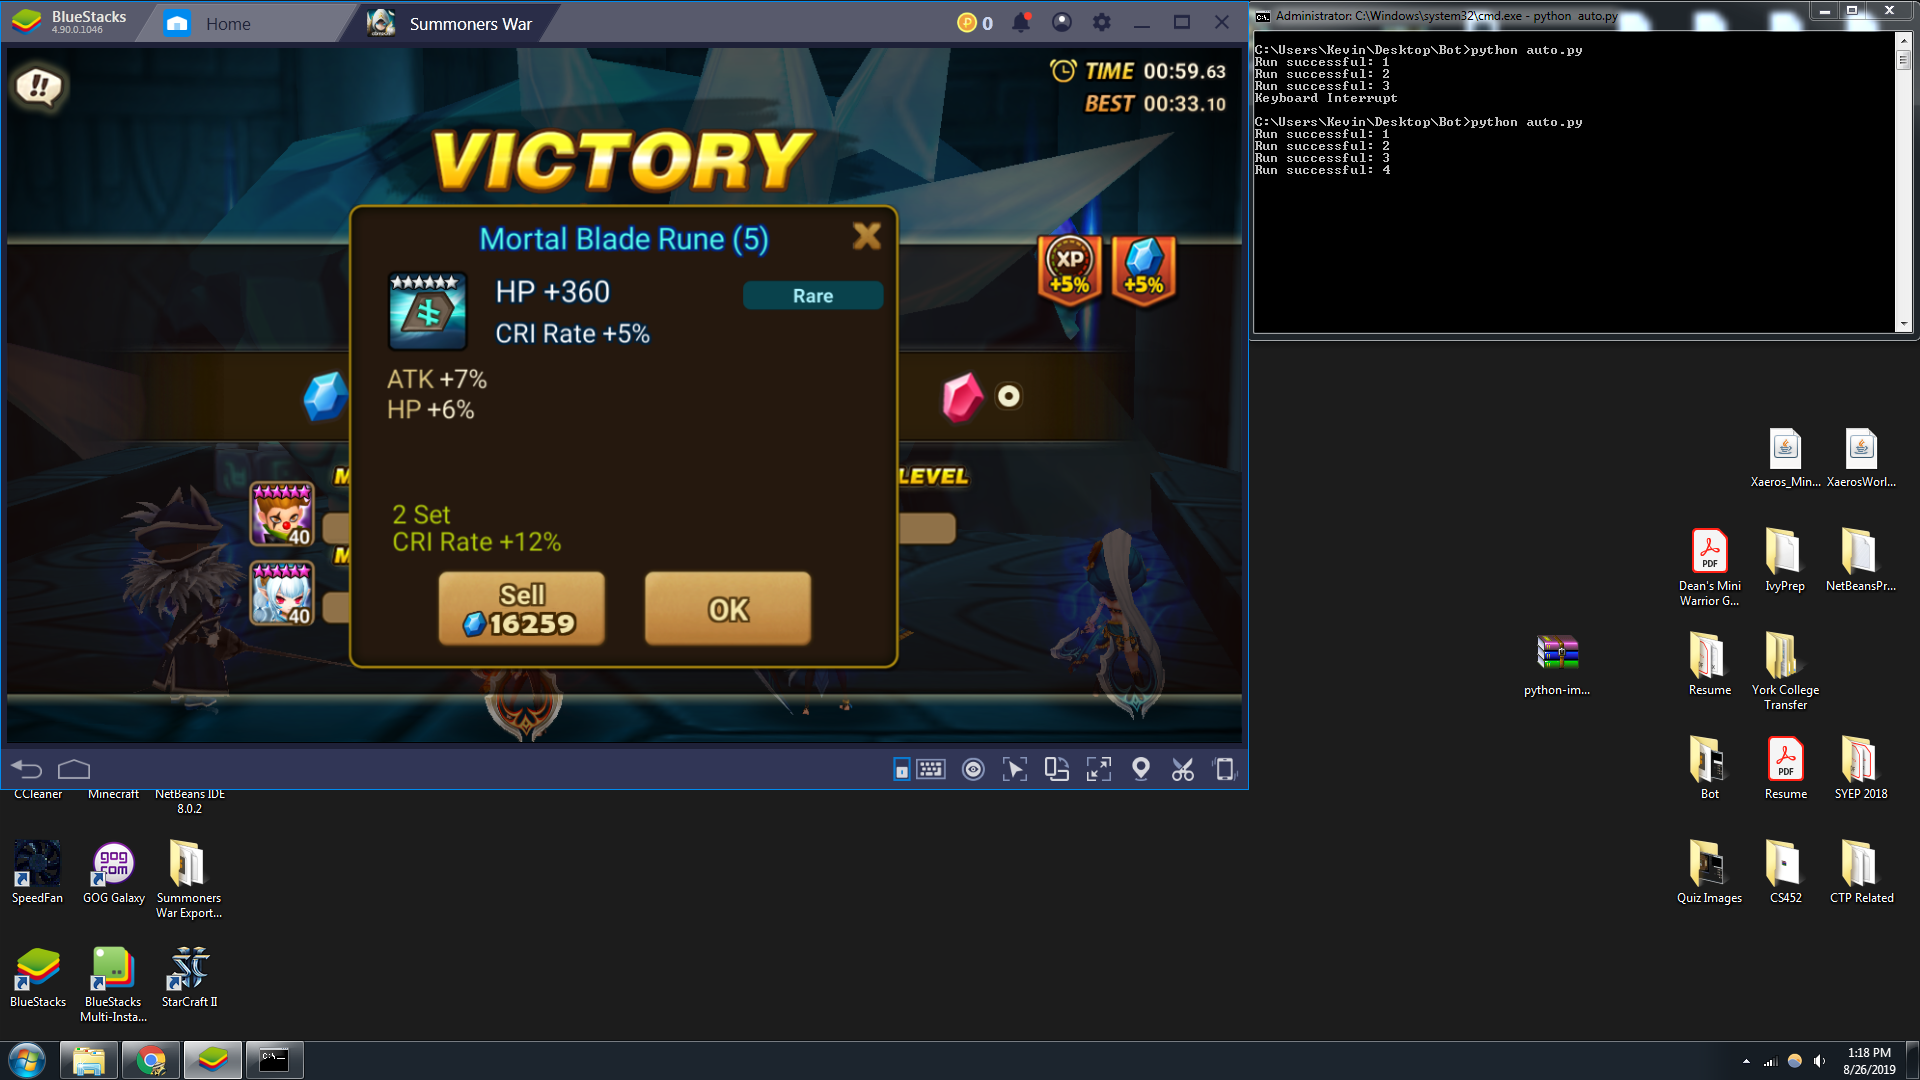 BlueStacks
4.90.0.1046
Home
Summoners War
0
TIME 00:59.63
BEST 00:33.10
VICTORY
Mortal Blade Rune (5)
HP +360
Rare
CRI Rate +5%
ATK +7%
HP +6%
2 Set
CRI Rate +12%
Sell
16259
OK
XP
+5%
+5%
M
LEVEL
40
M
40
Administrator: C:\Windows\system32\cmd.exe - python  auto.py
C:\Users\Kevin\Desktop\Bot>python auto.py
Run successful: 1
Run successful: 2
Run successful: 3
Keyboard Interrupt
C:\Users\Kevin\Desktop\Bot>python auto.py
Run successful: 1
Run successful: 2
Run successful: 3
Run successful: 4
Xaeros_Min...
XaerosWorl...
PDF
Dean's Mini
Warrior G...
IvyPrep
NetBeansPr...
python-im...
Resume
York College
Transfer
Bot
PDF
Resume
SYEP 2018
Quiz Images
CS452
CTP Related
CCleaner
Minecraft
NetBeans IDE
8.0.2
SpeedFan
gog
com
GOG Galaxy
Summoners
War Export...
BlueStacks
BlueStacks
Multi-Insta...
StarCraft II
1:18 PM
8/26/2019